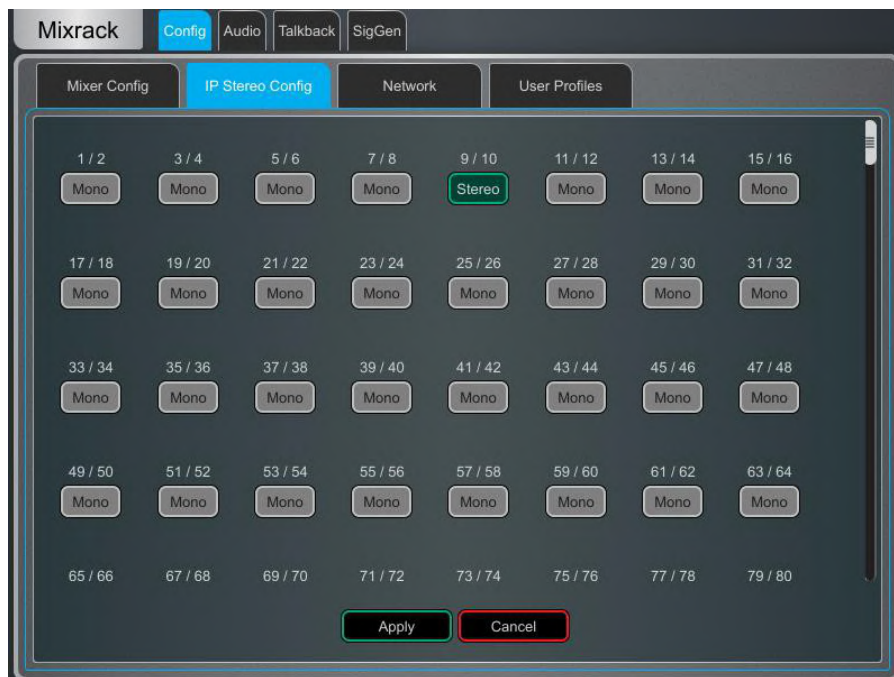 Mixrack Config Audio Talkback SigGen
Mixer Config IP Stereo Config Network User Profiles
1 / 2 3 / 4 5 / 6 7 / 8 9 / 10 11 / 12 13 / 14 15 / 16
Mono Mono Mono Mono Stereo Mono Mono Mono
17 / 18 19 / 20 21 / 22 23 / 24 25 / 26 27 / 28 29 / 30 31 / 32
Mono Mono Mono Mono Mono Mono Mono Mono
33 / 34 35 / 36 37 / 38 39 / 40 41 / 42 43 / 44 45 / 46 47 / 48
Mono Mono Mono Mono Mono Mono Mono Mono
49 / 50 51 / 52 53 / 54 55 / 56 57 / 58 59 / 60 61 / 62 63 / 64
Mono Mono Mono Mono Mono Mono Mono Mono
65 / 66 67 / 68 69 / 70 71 / 72 73 / 74 75 / 76 77 / 78 79 / 80
Apply Cancel